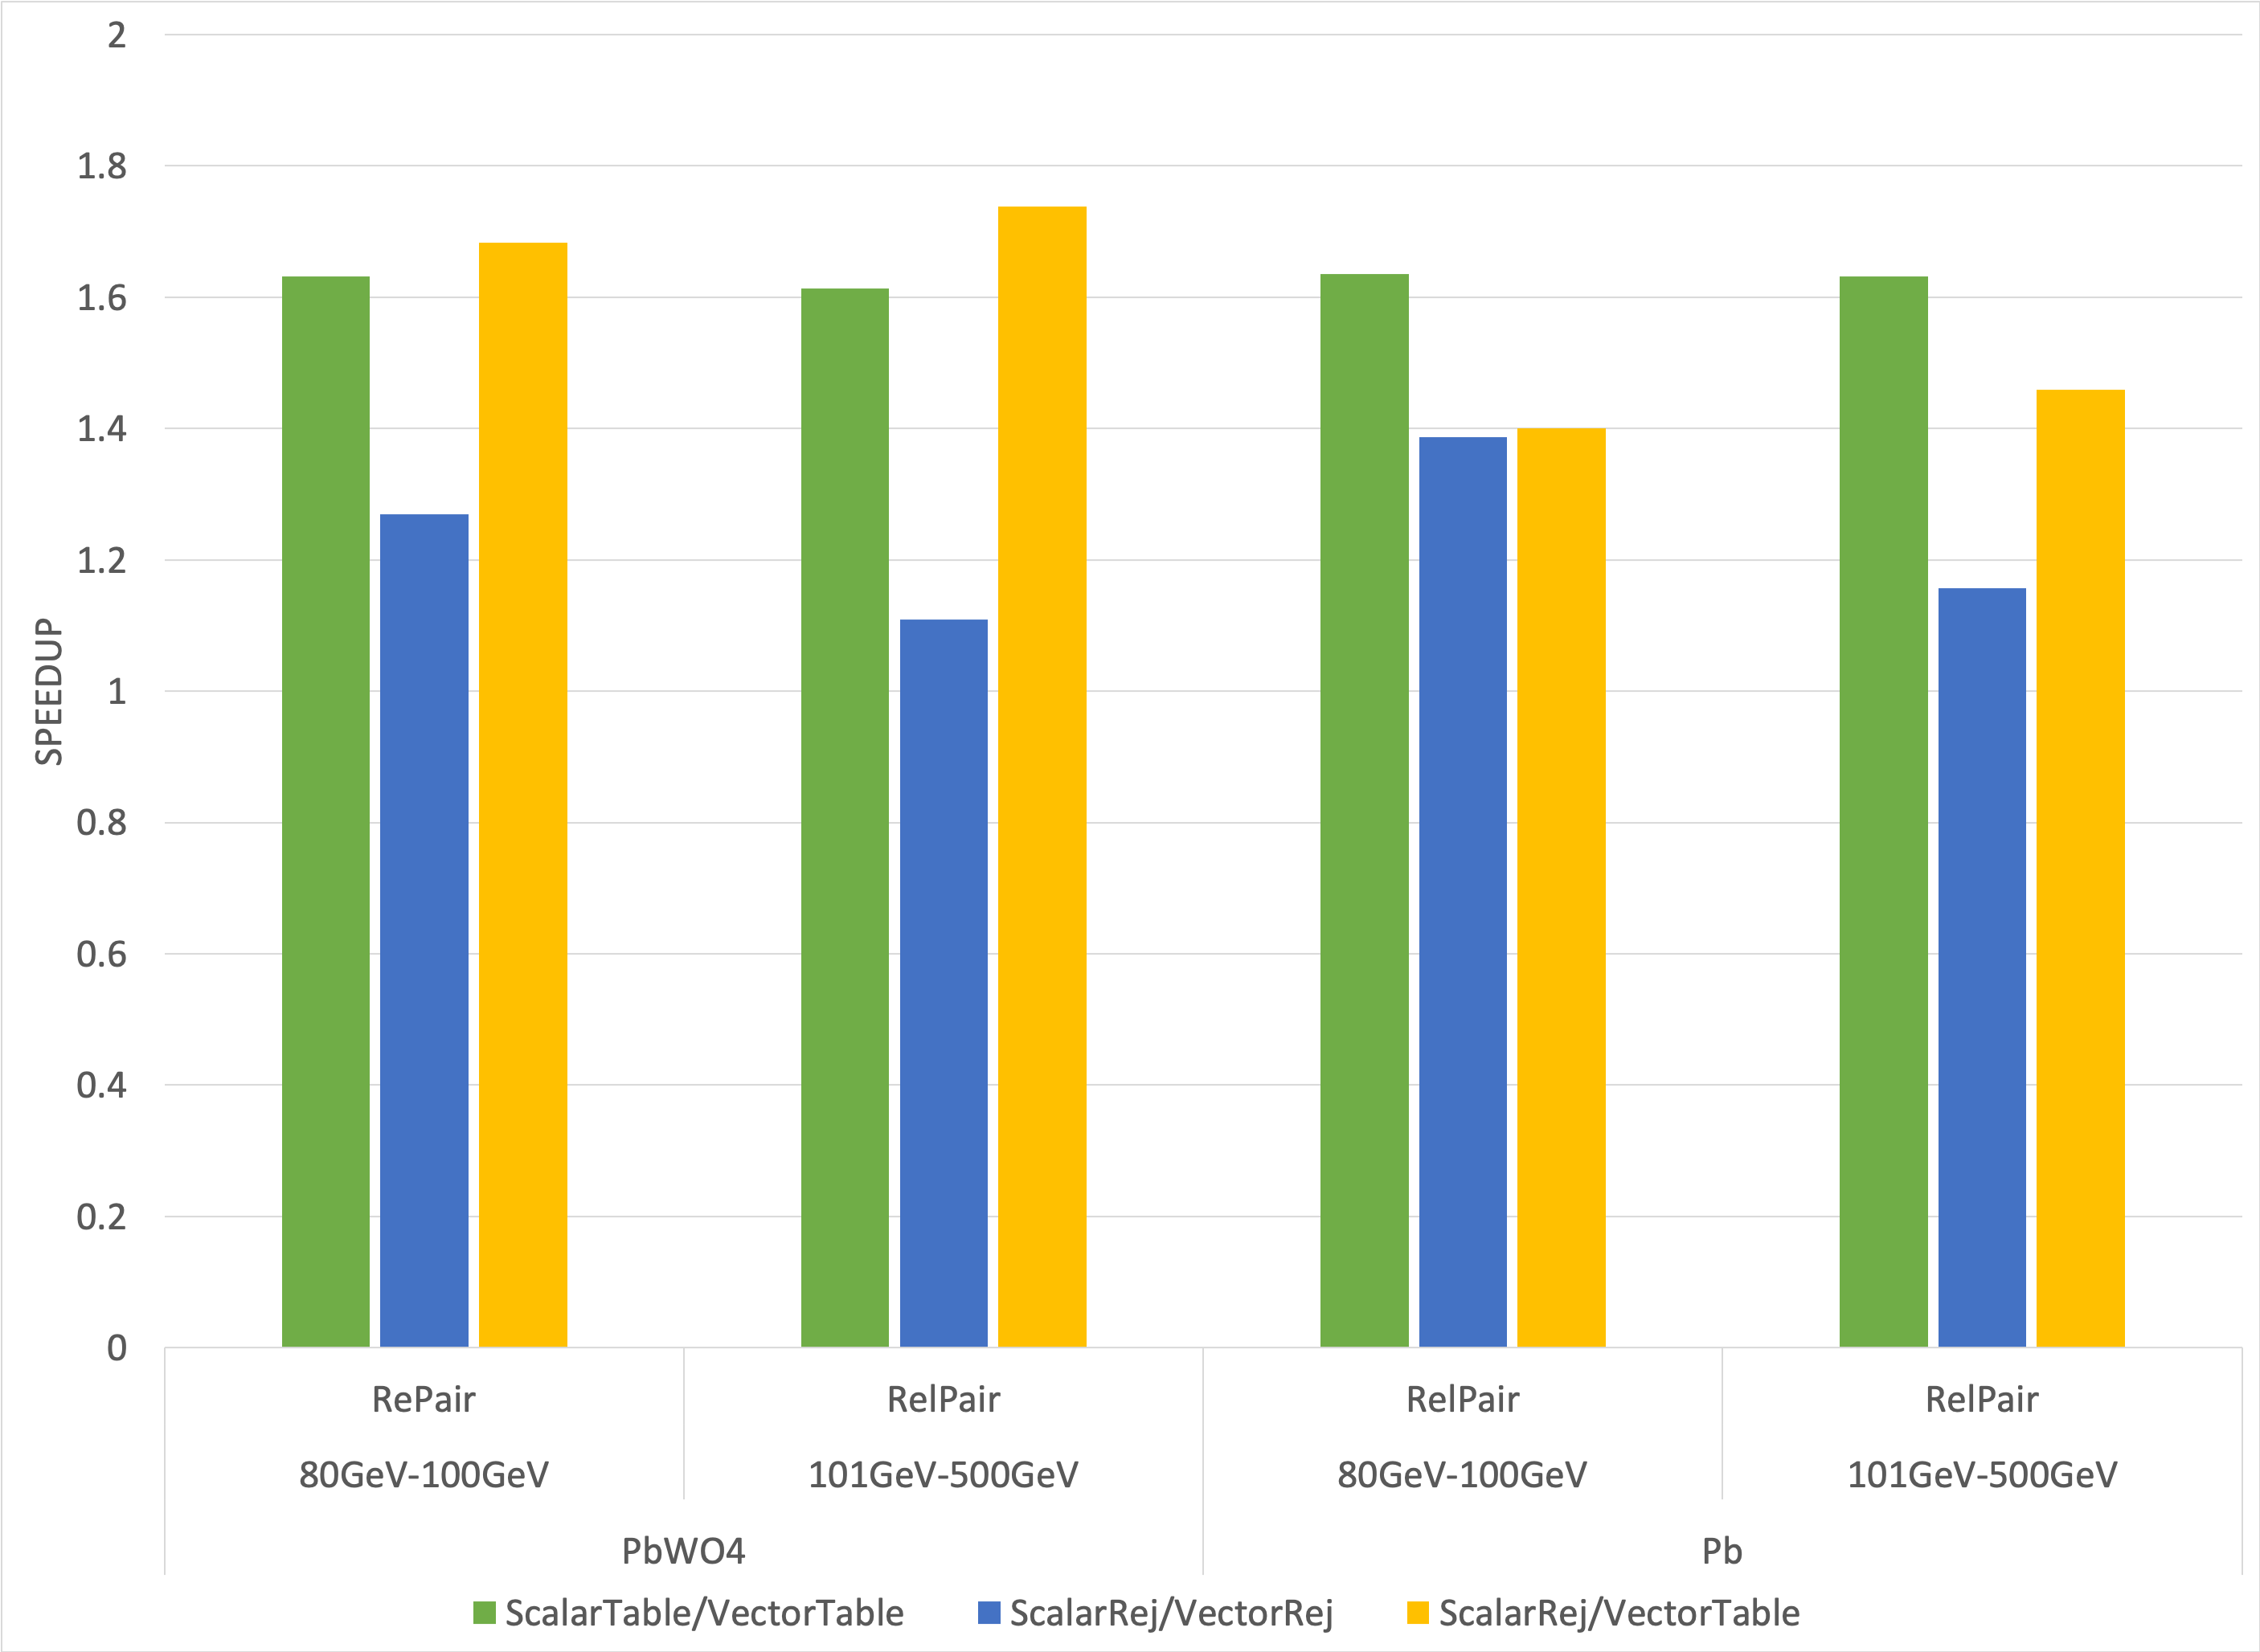 2
1.8
1.6
1.4
1.2
1
0.8
0.6
0.4
0.2
0
SPEEDUP
RePair RelPair RelPair RelPair
80GeV-100GeV 101GeV-500GeV 80GeV-100GeV 101GeV-500GeV
PbWO4 Pb
ScalarTable/VectorTable ScalarRej/VectorRej ScalarRej/VectorTable